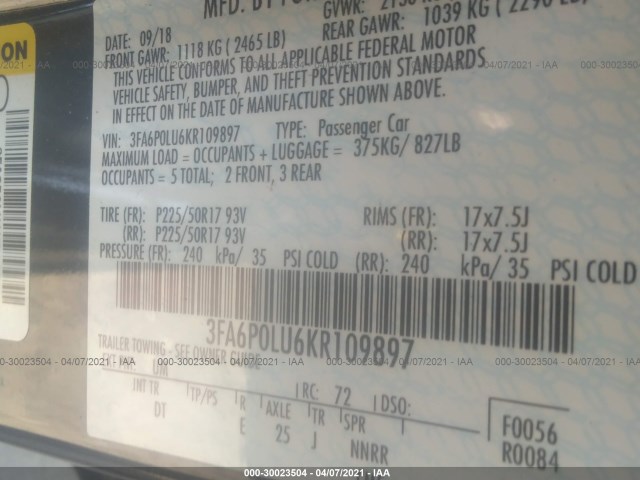 MFD. BY FOR
GVWR:
DATE: 09/18
REAR GAWR: 1039 KG ( 2290 LB)
FRONT GAWR: 1118 KG ( 2465 LB)
THIS VEHICLE CONFORMS TO ALL APPLICABLE FEDERAL MOTOR
VEHICLE SAFETY, BUMPER, AND THEFT PREVENTION STANDARDS
IN EFFECT ON THE DATE OF MANUFACTURE SHOWN ABOVE.
VIN: 3FA6P0LU6KR109897 TYPE: Passenger Car
MAXIMUM LOAD = OCCUPANTS + LUGGAGE = 375KG/ 827LB
OCCUPANTS = 5 TOTAL; 2 FRONT, 3 REAR
TIRE (FR): P225/50R17 93V RIMS (FR): 17x7.5J
(RR): P225/50R17 93V (RR): 17x7.5J
PRESSURE (FR): 240 kPa/ 35 PSI COLD (RR): 240 kPa/ 35 PSI COLD
3FA6P0LU6KR109897
TRAILER TOWING - SEE OWNER GUIDE
RC: 72 DSO:
INT TR TP/PS R AXLE TR SPR
DT E 25 J NNRR
F0056
R0084
000-30023504 - 04/07/2021 - IAAI